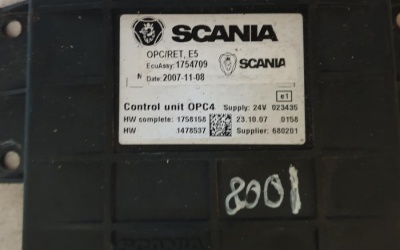 SCANIA
OPC/RET, E5
EcuAssy: 1754709
SCANIA
N Date: 2007-11-08
e1
Control unit OPC4 Supply: 24V 023435
HW complete: 1758158 23.10.07 0158
HW 1478537 Supplier: 680201
8001
SCANIA